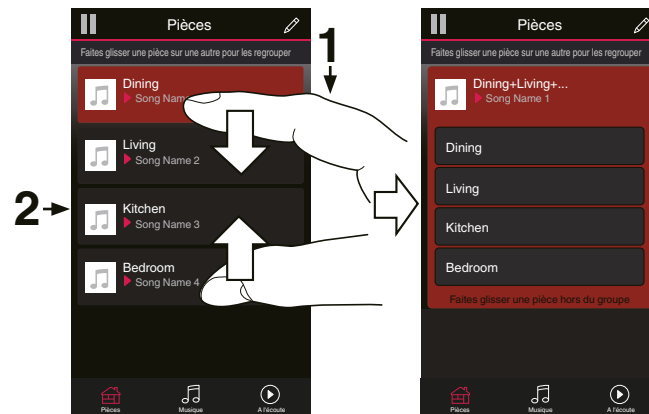 Pièces
Faites glisser une pièce sur une autre pour les regrouper
1
Dining
Song Nam
Living
Song Name 2
2
Kitchen
Song Name 3
Bedroom
Song Name 4
Pièces
Musique
A l'écoute
Pièces
Faites glisser une pièce sur une autre pour les regrouper
Dining+Living+...
Song Name 1
Dining
Living
Kitchen
Bedroom
Faites glisser une pièce hors du groupe
Pièces
Musique
A l'écoute